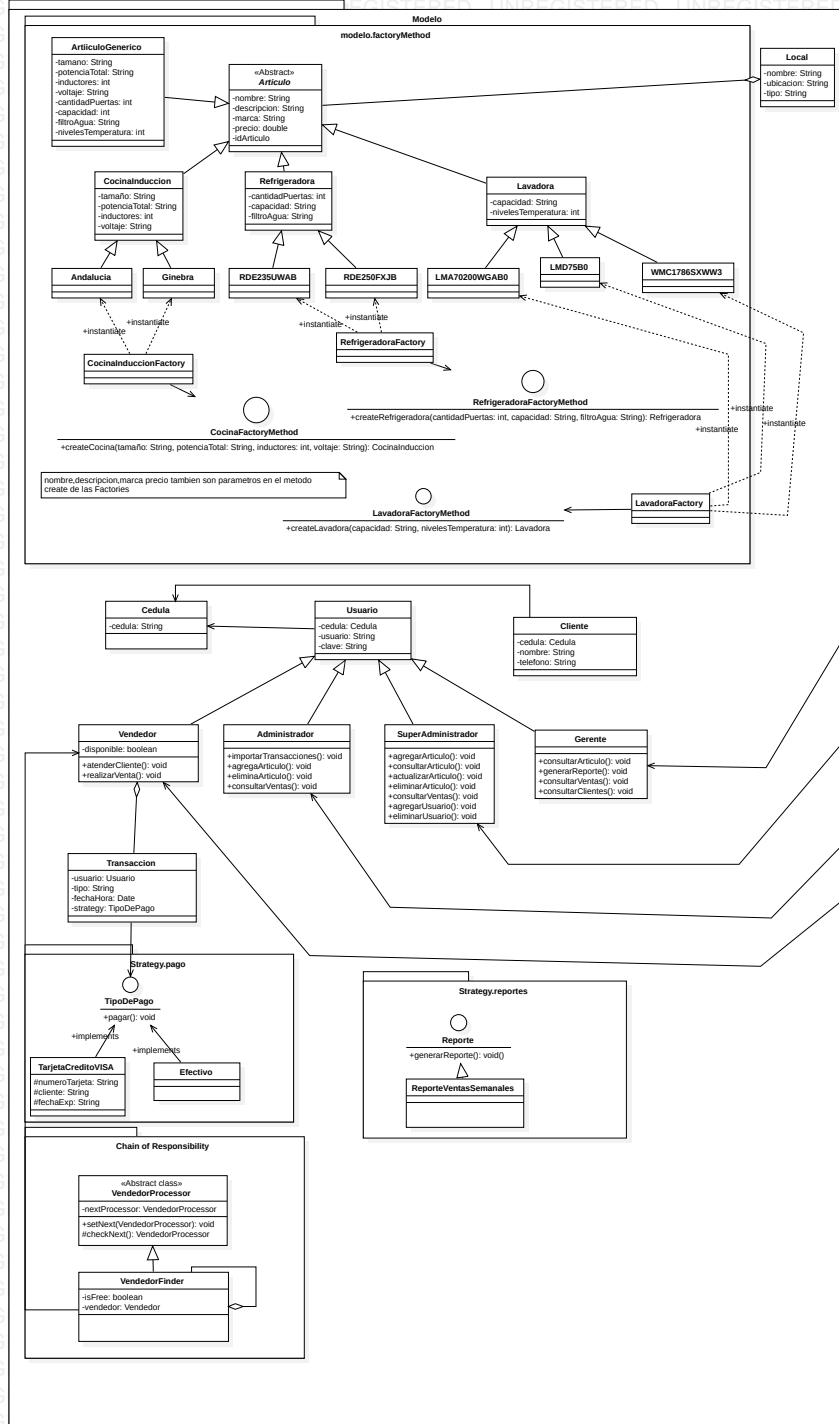 REGISTERED UNREGISTERED UNREGISTERED
Modelo
modelo.factoryMethod
ArtiiculoGenerico
-tamano: String
-potenciaTotal: String
-inductores: int
-voltaje: String
-cantidadPuertas: int
-capacidad: int
-filtroAgua: String
-nivelesTemperatura: int
«Abstract»
Articulo
-nombre: String
-descripcion: String
-marca: String
-precio: double
-idArticulo
Local
-nombre: String
-ubicacion: String
-tipo: String
CocinaInduccion
-tamaño: String
-potenciaTotal: String
-inductores: int
-voltaje: String
Refrigeradora
-cantidadPuertas: int
-capacidad: String
-filtroAgua: String
Lavadora
-capacidad: String
-nivelesTemperatura: int
Andalucia
Ginebra
RDE235UWAB
RDE250FXJB
LMA70200WGAB0
LMD75B0
WMC1786SXWW3
+instantiate
+instantiate
+instantiate
+instantiate
CocinaInduccionFactory
RefrigeradoraFactory
RefrigeradoraFactoryMethod
+createRefrigeradora(cantidadPuertas: int, capacidad: String, filtroAgua: String): Refrigeradora
+instantiate
+instantiate
+instantiate
CocinaFactoryMethod
+createCocina(tamaño: String, potenciaTotal: String, inductores: int, voltaje: String): CocinaInduccion
nombre,descripcion,marca precio tambien son parametros en el metodo
create de las Factories
LavadoraFactoryMethod
+createLavadora(capacidad: String, nivelesTemperatura: int): Lavadora
LavadoraFactory
Cedula
-cedula: String
Usuario
-cedula: Cedula
-usuario: String
-clave: String
Cliente
-cedula: Cedula
-nombre: String
-telefono: String
Vendedor
-disponible: boolean
+atenderCliente(): void
+realizarVenta(): void
Administrador
+importarTransacciones(): void
+agregaArticulo(): void
+eliminaArticulo(): void
+consultarVentas(): void
SuperAdministrador
+agregarArticulo(): void
+consultarArticulo(): void
+actualizarArticulo(): void
+eliminarArticulo(): void
+consultarVentas(): void
+agregarUsuario(): void
+eliminarUsuario(): void
Gerente
+consultarArticulo(): void
+generarReporte(): void
+consultarVentas(): void
+consultarClientes(): void
Transaccion
-usuario: Usuario
-tipo: String
-fechaHora: Date
-strategy: TipoDePago
Strategy.pago
TipoDePago
+pagar(): void
+implements
+implements
TarjetaCreditoVISA
#numeroTarjeta: String
#cliente: String
#fechaExp: String
Efectivo
Strategy.reportes
Reporte
+generarReporte(): void()
ReporteVentasSemanales
Chain of Responsibility
«Abstract class»
VendedorProcessor
-nextProcessor: VendedorProcessor
+setNext(VendedorProcessor): void
#checkNext(): VendedorProcessor
VendedorFinder
-isFree: boolean
-vendedor: Vendedor